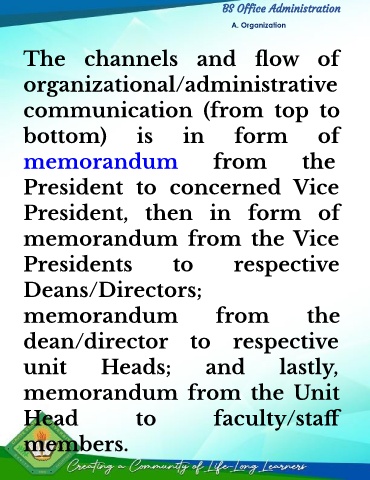 BS Office Administration
A. Organization
The channels and flow of
organizational/administrative
communication (from top to
bottom) is in form of
memorandum from the
President to concerned Vice
President, then in form of
memorandum from the Vice
Presidents to respective
Deans/Directors;
memorandum from the
dean/director to respective
unit Heads; and lastly,
memorandum from the Unit
Head to faculty/staff
members.
Creating a Community of Life-Long Learners